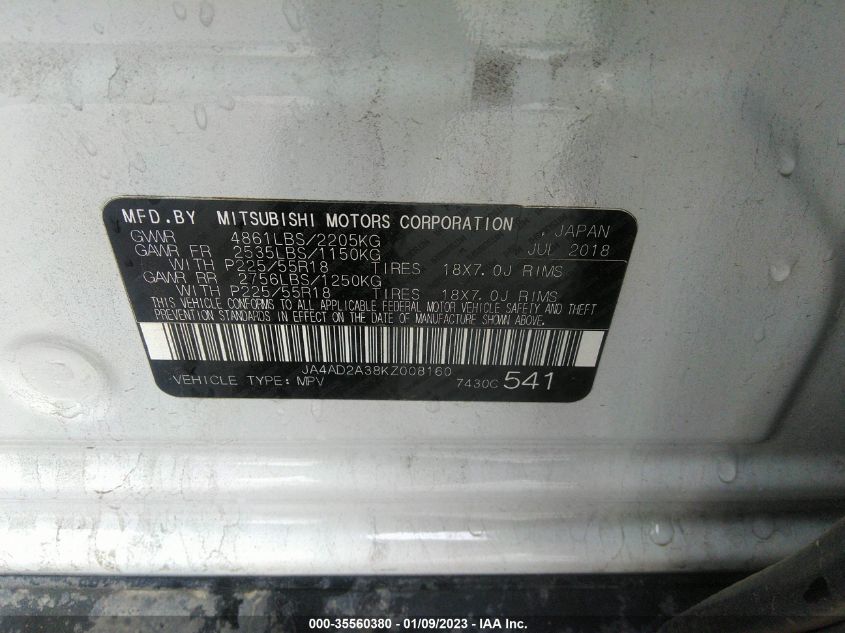 MFD.BY MITSUBISHI MOTORS CORPORATION
JAPAN
GVWR 4861LBS/2205KG
JUL 2018
GAWR FR 2535LBS/1150KG
WITH P225/55R18 TIRES 18X7.0J RIMS
GAWR RR 2756LBS/1250KG
WITH P225/55R18 TIRES 18X7.0J RIMS
THIS VEHICLE CONFORMS TO ALL APPLICABLE FEDERAL MOTOR VEHICLE SAFETY AND THEFT
PREVENTION STANDARDS IN EFFECT ON THE DATE OF MANUFACTURE SHOWN ABOVE.
JA4AD2A38KZ008160
VEHICLE TYPE: MPV 7430C 541
000-35560380 - 01/09/2023 - © IAA Inc.